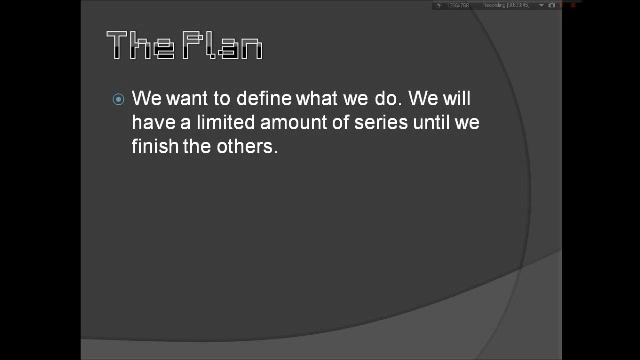 The Plan
We want to define what we do. We will
have a limited amount of series until we
finish the others.